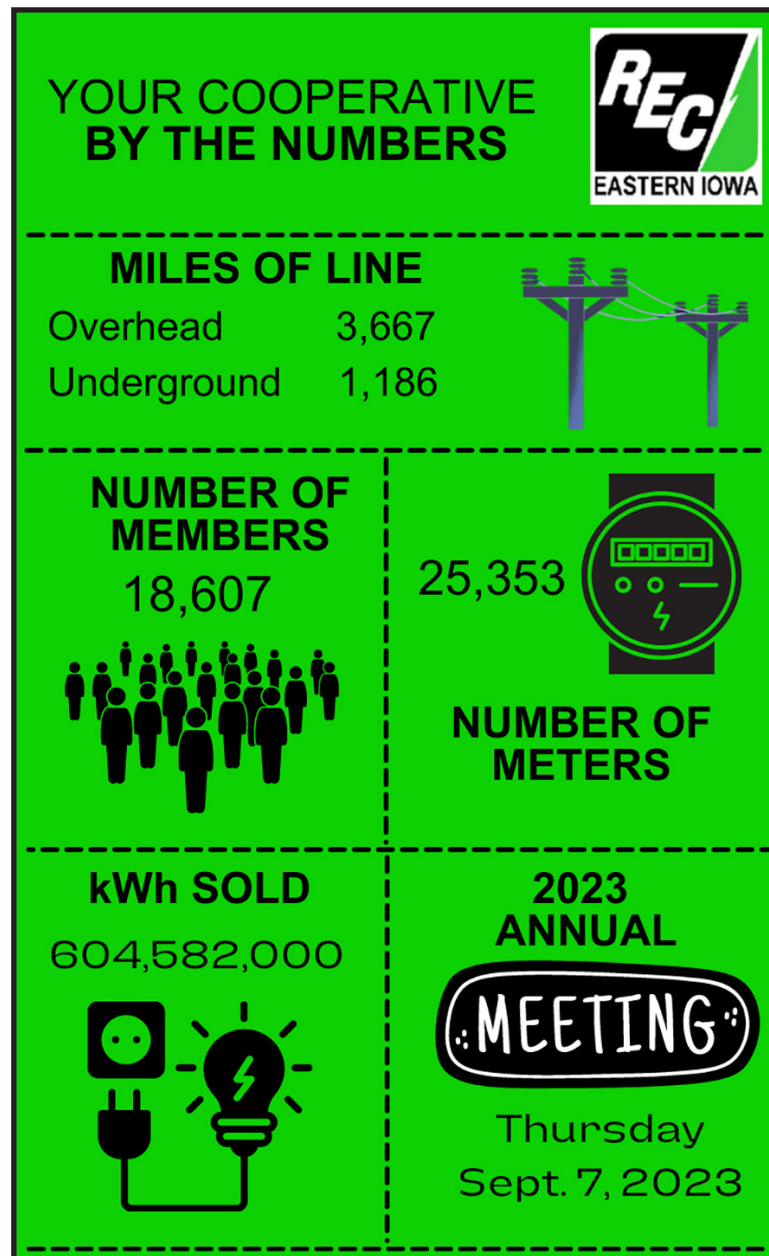 YOUR COOPERATIVE
BY THE NUMBERS
REC
EASTERN IOWA
MILES OF LINE
Overhead 3,667
Underground 1,186
NUMBER OF
MEMBERS
18,607
25,353
NUMBER OF
METERS
kWh SOLD
604,582,000
2023
ANNUAL
MEETING
Thursday
Sept. 7, 2023